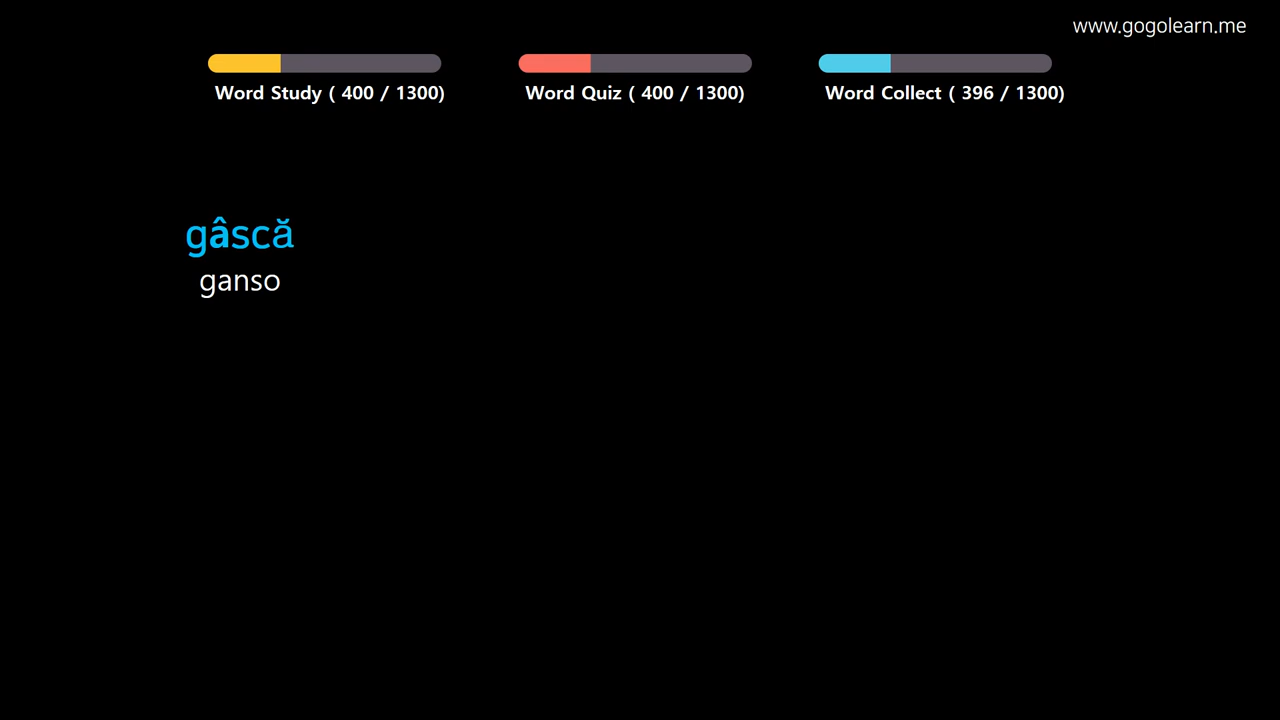 www.gogolearn.me
Word Study ( 400 / 1300)
Word Quiz ( 400 / 1300)
Word Collect ( 396 / 1300)
gâscă
ganso